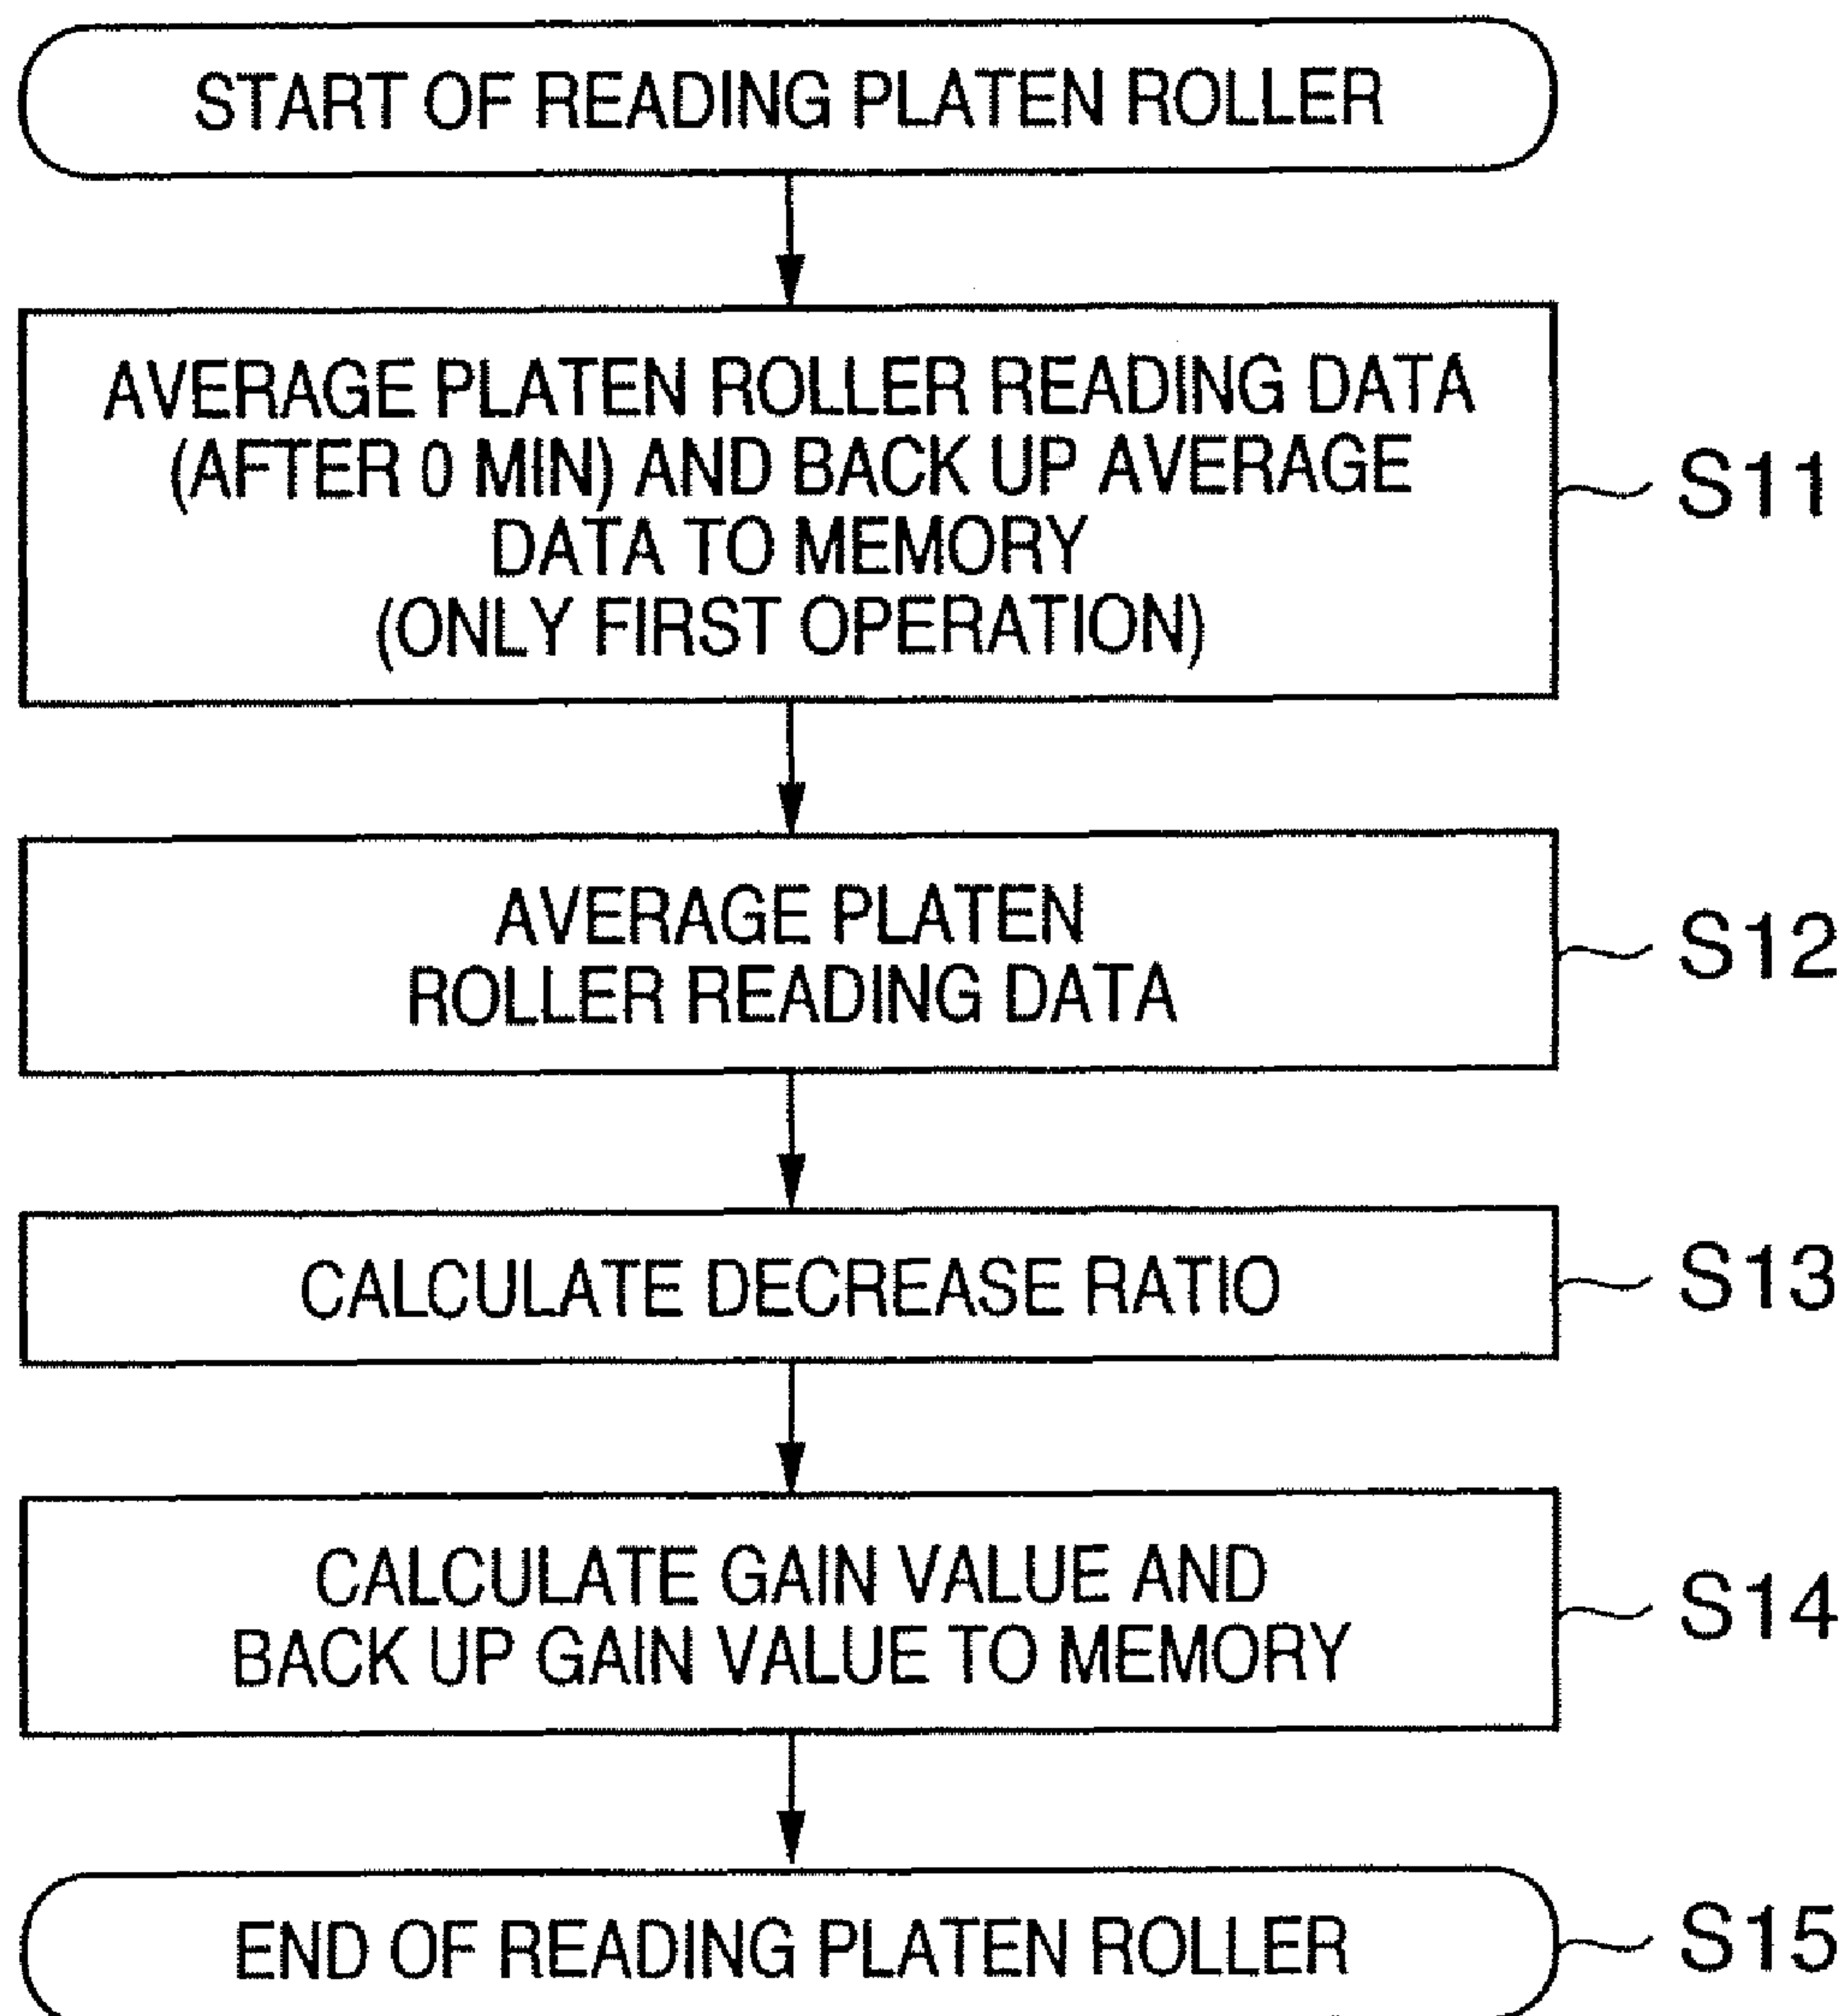 START OF READING PLATEN ROLLER
AVERAGE PLATEN ROLLER READING DATA
(AFTER 0 MIN) AND BACK UP AVERAGE
DATA TO MEMORY
(ONLY FIRST OPERATION)
S11
AVERAGE PLATEN
ROLLER READING DATA
S12
CALCULATE DECREASE RATIO
S13
CALCULATE GAIN VALUE AND
BACK UP GAIN VALUE TO MEMORY
S14
END OF READING PLATEN ROLLER
S15